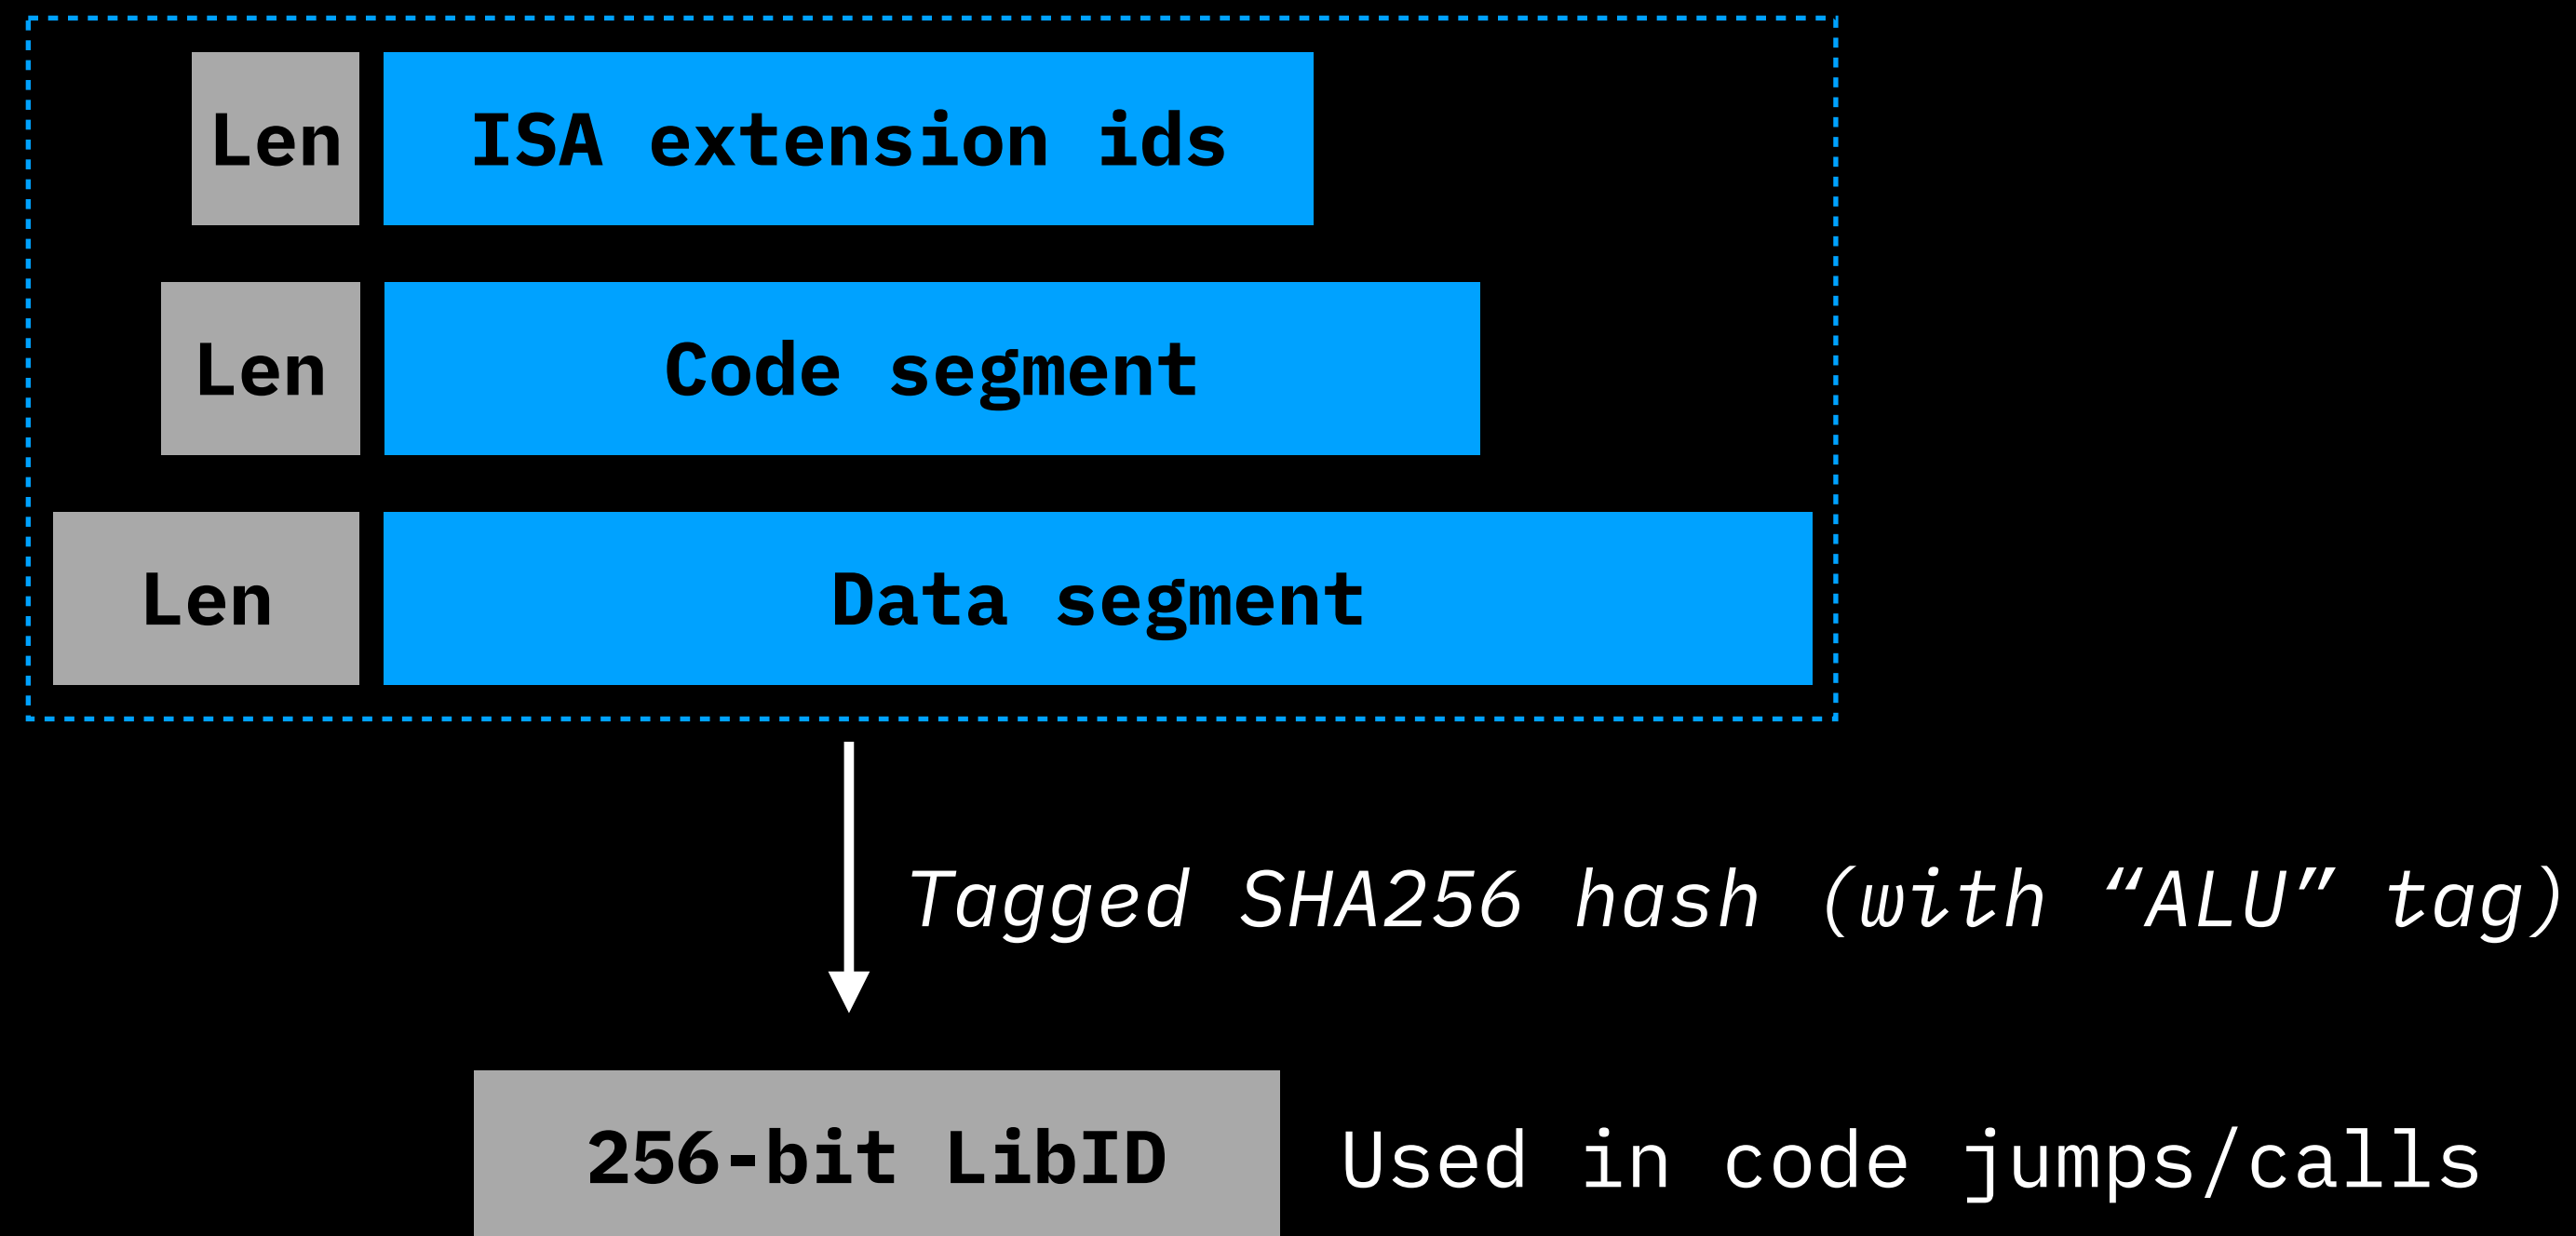 Len ISA extension ids
Len Code segment
Len Data segment
Tagged SHA256 hash (with “ALU” tag)
256-bit LibID Used in code jumps/calls